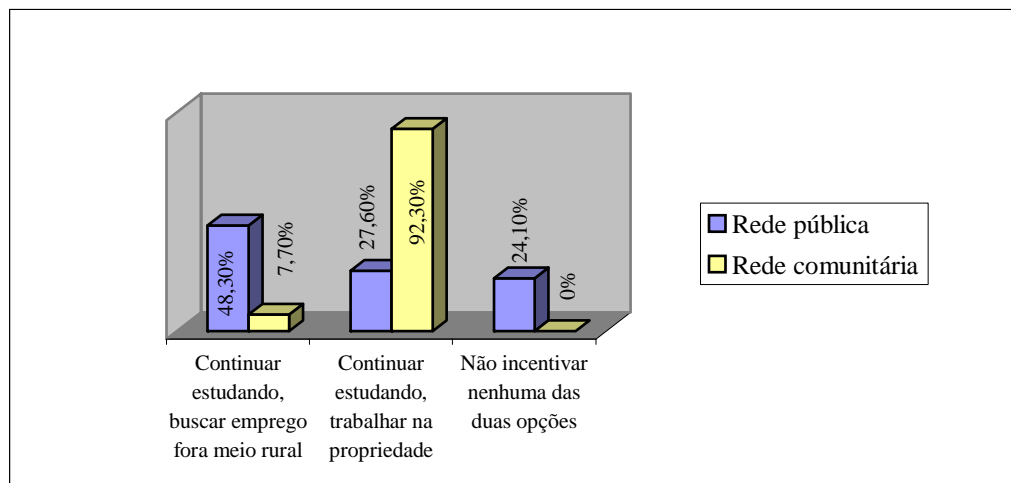 48,30%
7,70%
27,60%
92,30%
24,10%
0%
Rede pública
Rede comunitária
Continuar
estudando,
buscar emprego
fora meio rural
Continuar
estudando,
trabalhar na
propriedade
Não incentivar
nenhuma das
duas opções